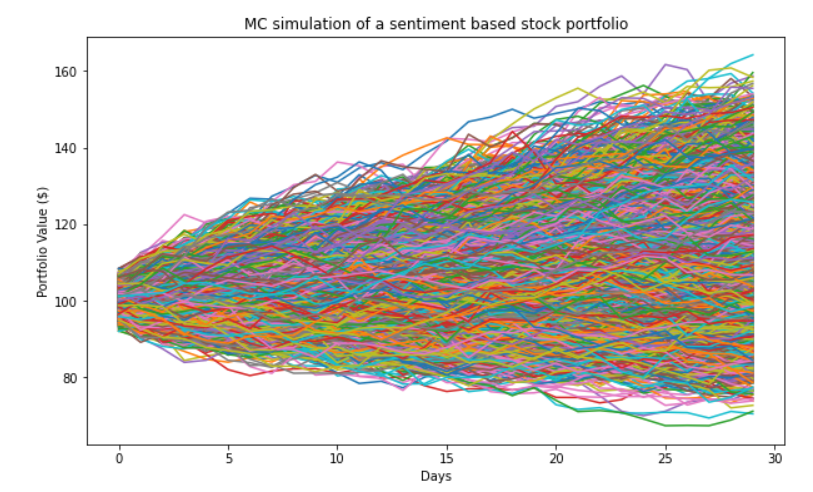 MC simulation of a sentiment based stock portfolio
160
140
120
100
80
Portfolio Value ($)
0 5 10 15 20 25 30
Days